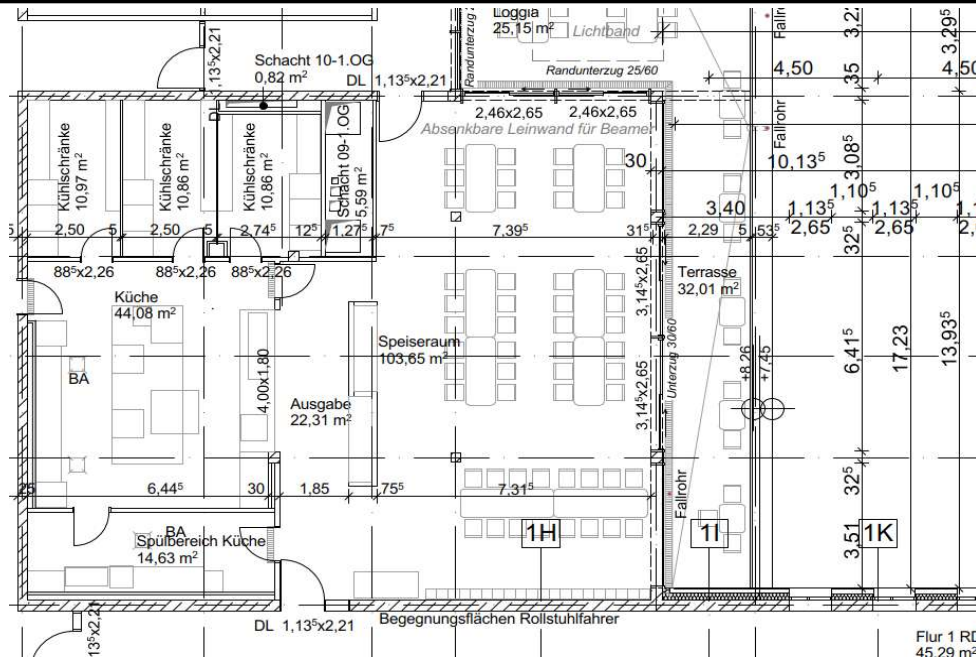 Loggia
25,15 m²
Lichtband
Randunterzug 25/60
Schacht 10-1.OG
0,82 m²
DL 1,13⁵x2,21
2,46x2,65 2,46x2,65
Absenkbare Leinwand für Beamer
Kühlschränke
10,97 m²
Kühlschränke
10,86 m²
Kühlschränke
10,86 m²
Schacht 09-1.OG
5,59 m²
Fallrohr
4,50 4,50
35
3,29⁵
30
10,13⁵
3,08⁵
1,10⁵ 1,10⁵
3,40 1,13⁵ 1,13⁵
2,65 2,65
32⁵ 32⁵
2,50 5 2,50 5 2,74⁵ 12⁵ 1,27⁵ 7⁵ 7,39⁵ 31⁵ 2,29 5 53⁵
88⁵x2,26 88⁵x2,26 88⁵x2,26
Küche
44,08 m²
Terrasse
32,01 m²
3,14⁵x2,65
Unterzug 30/60
Speiseraum
103,65 m²
+8,26
+7,45
6,41⁵
17,23
13,93⁵
BA
4,00x1,80
Ausgabe
22,31 m²
3,14⁵x2,65
25 6,44⁵ 30 1,85 75⁵ 7,31⁵
Fallrohr
32⁵ 32⁵
BA
Spülbereich Küche
14,63 m²
1H 1I 1K
3,51
DL 1,13⁵x2,21
Begegnungsflächen Rollstuhlfahrer
Flur 1 RD
45,29 m²